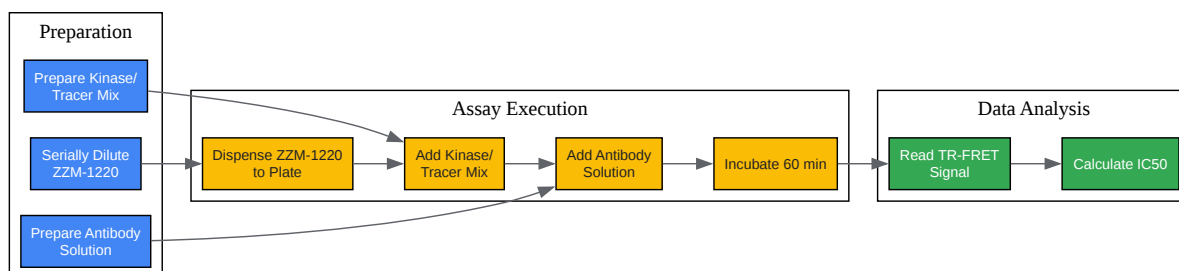 Preparation
Prepare Kinase/
Tracer Mix
Serially Dilute
ZZM-1220
Prepare Antibody
Solution
Assay Execution
Dispense ZZM-1220
to Plate
Add Kinase/
Tracer Mix
Add Antibody
Solution
Incubate 60 min
Data Analysis
Read TR-FRET
Signal
Calculate IC50